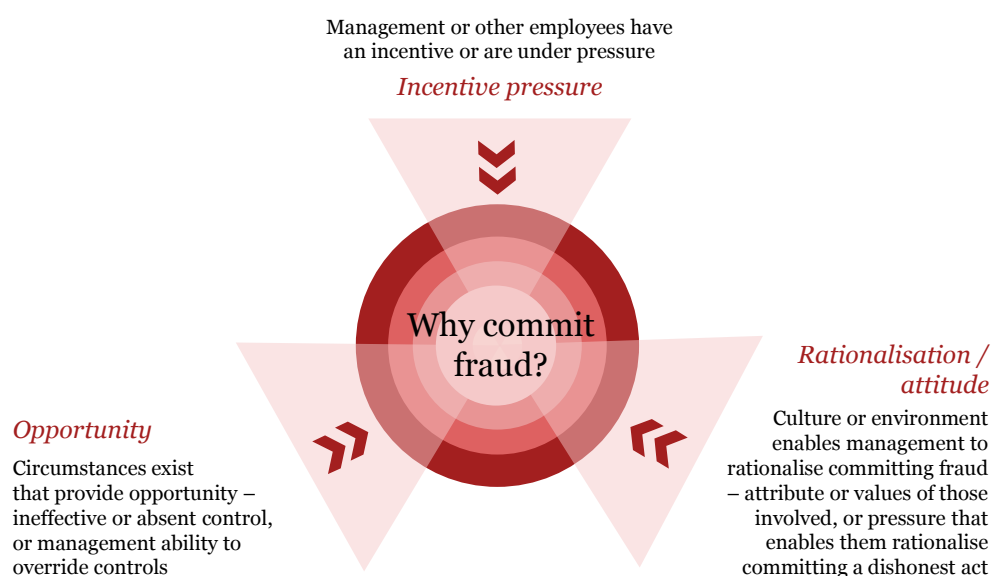 Management or other employees have
an incentive or are under pressure
Incentive pressure
Why commit
fraud?
Opportunity
Circumstances exist
that provide opportunity –
ineffective or absent control,
or management ability to
override controls
Rationalisation /
attitude
Culture or environment
enables management to
rationalise committing fraud
– attribute or values of those
involved, or pressure that
enables them rationalise
committing a dishonest act